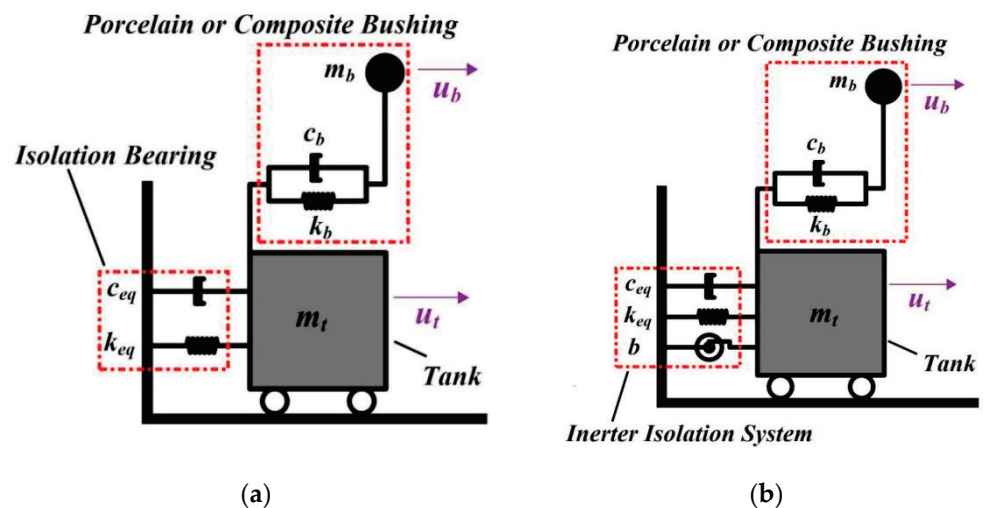 Porcelain or Composite Bushing
m_b
u_b
c_b
k_b
Isolation Bearing
c_eq
k_eq
m_t
u_t
Tank
(a)
Porcelain or Composite Bushing
m_b
u_b
c_b
k_b
c_eq
k_eq
b
m_t
u_t
Tank
Inerter Isolation System
(b)